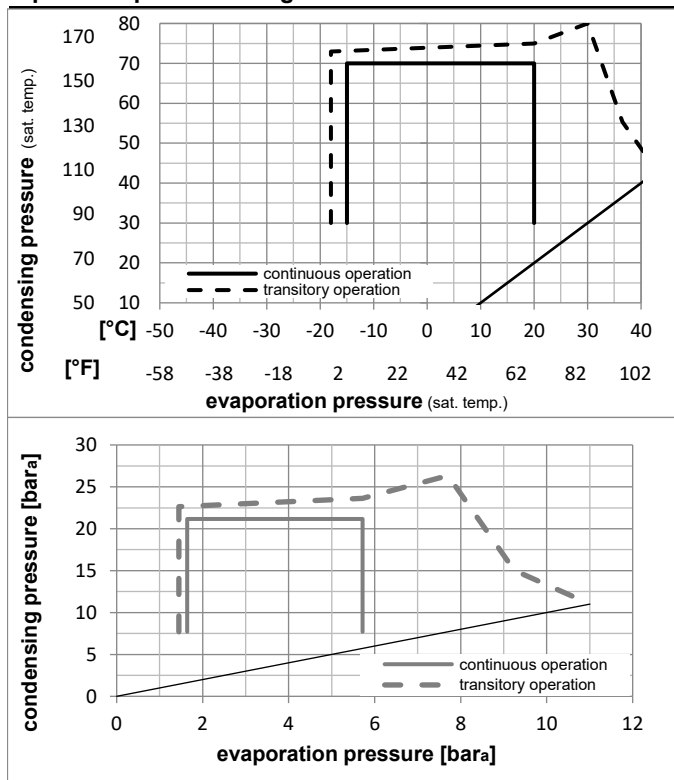 170 80
70
150
60
130
50
110 40
90 30
70 20
50 10
condensing pressure (sat. temp.)
continuous operation
transitory operation
[°C] -50 -40 -30 -20 -10 0 10 20 30 40
[°F] -58 -38 -18 2 22 42 62 82 102
evaporation pressure (sat. temp.)
30
25
20
15
10
5
0
condensing pressure [bara]
continuous operation
transitory operation
0 2 4 6 8 10 12
evaporation pressure [bara]